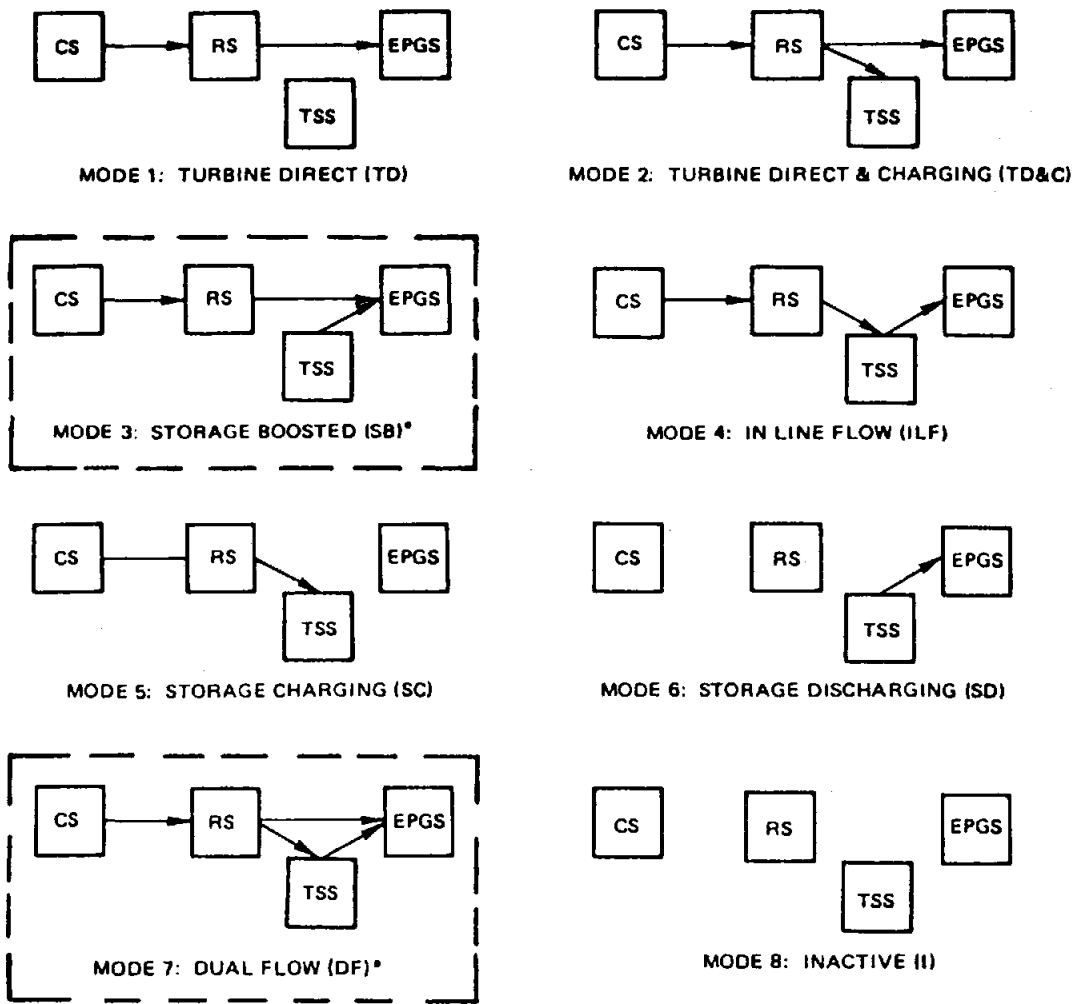 CS RS EPGS
TSS
MODE 1: TURBINE DIRECT (TD)
CS RS EPGS
TSS
MODE 2: TURBINE DIRECT & CHARGING (TD&C)
CS RS EPGS
TSS
MODE 3: STORAGE BOOSTED (SB)*
CS RS EPGS
TSS
MODE 4: IN LINE FLOW (ILF)
CS RS EPGS
TSS
MODE 5: STORAGE CHARGING (SC)
CS RS EPGS
TSS
MODE 6: STORAGE DISCHARGING (SD)
CS RS EPGS
TSS
MODE 7: DUAL FLOW (DF)*
CS RS EPGS
TSS
MODE 8: INACTIVE (I)